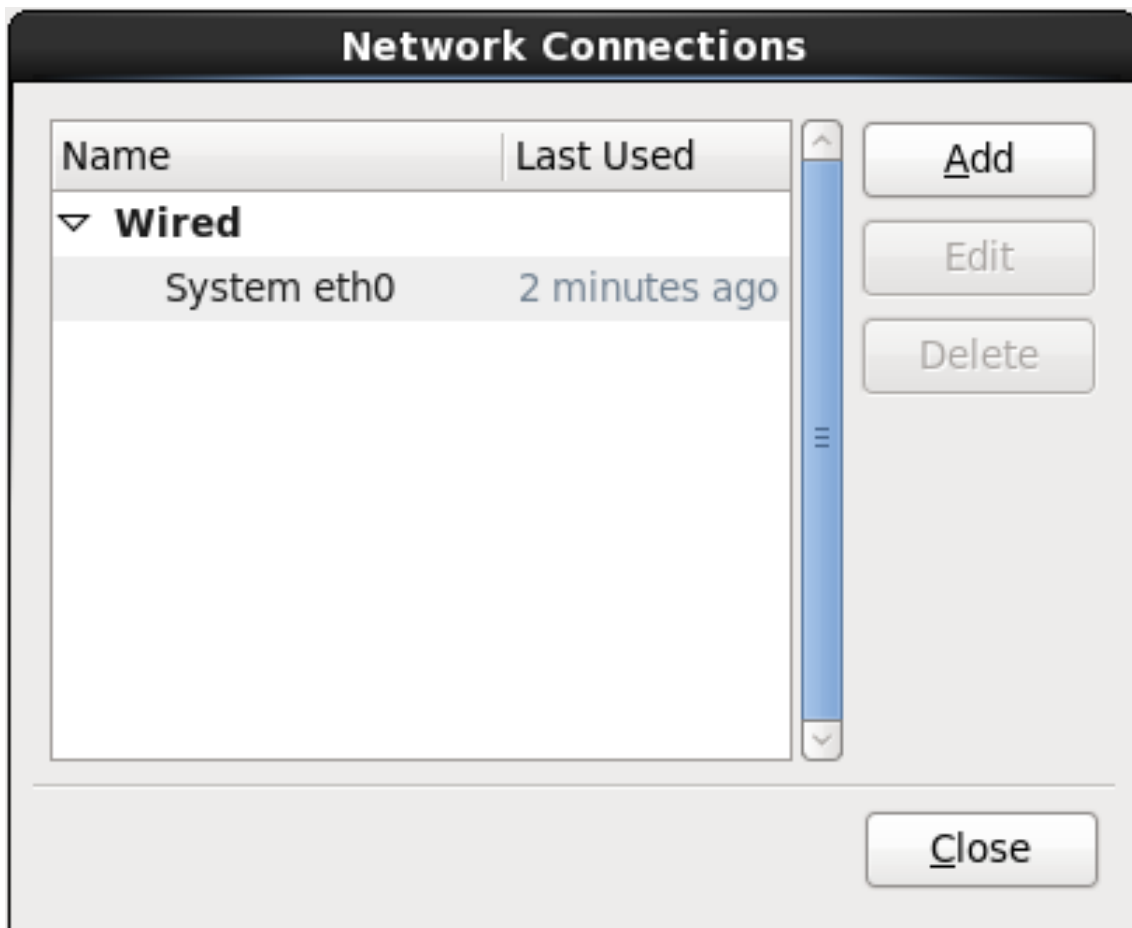 Network Connections
Name Last Used
Wired
System eth0 2 minutes ago
Add
Edit
Delete
Close